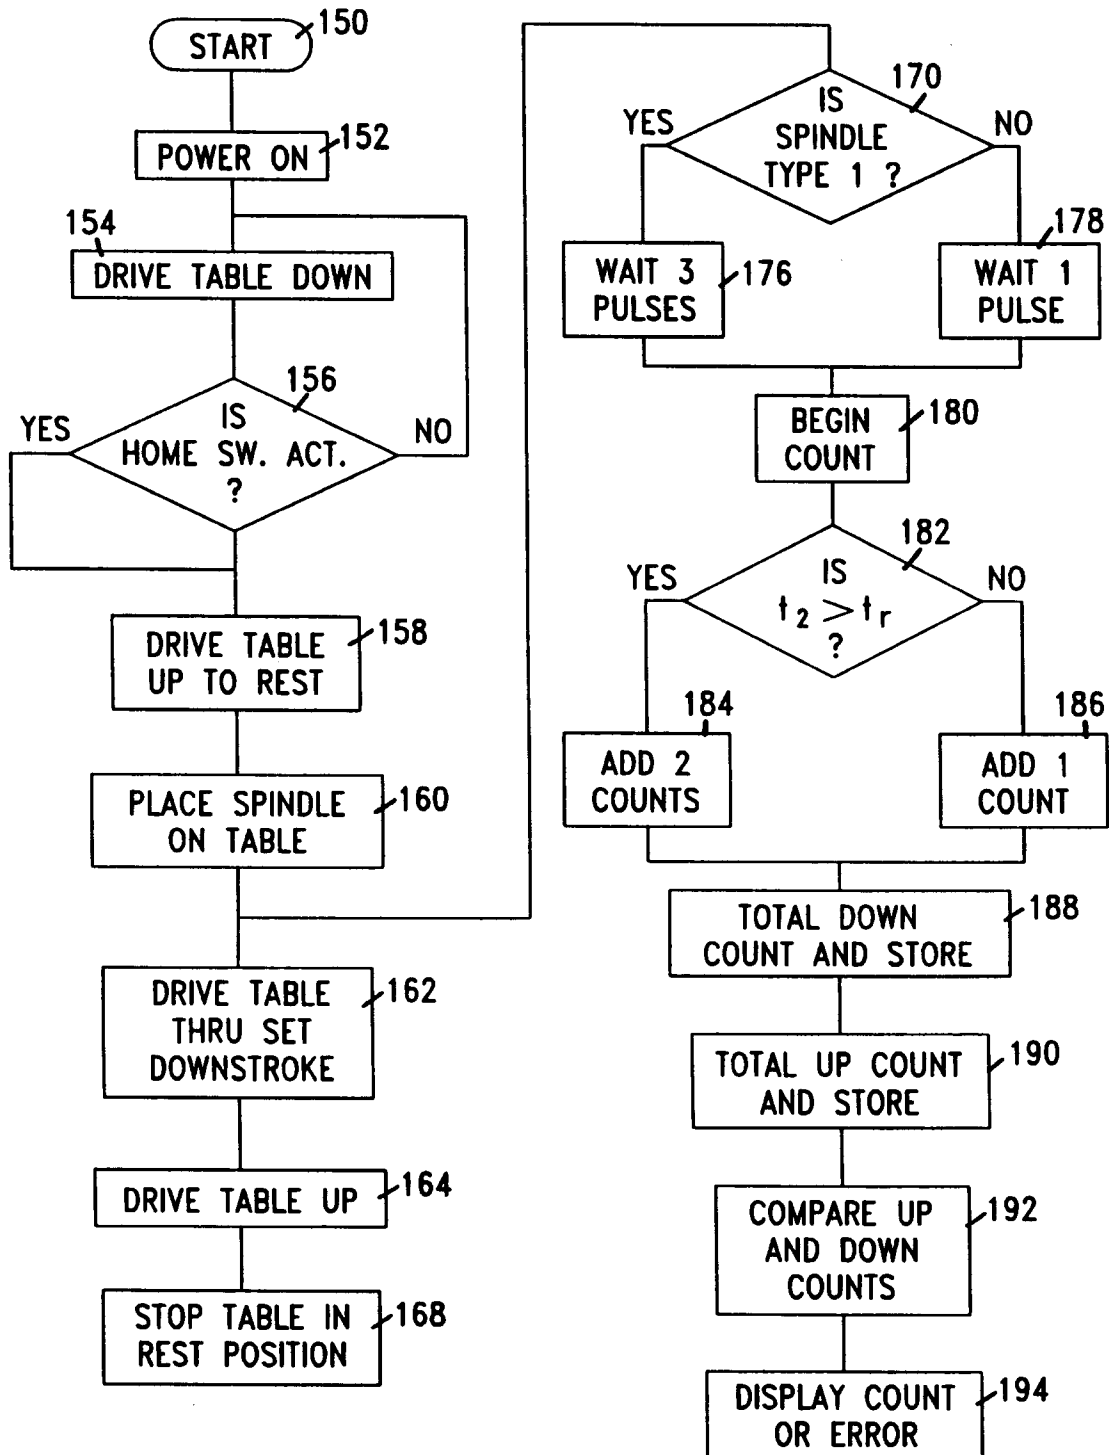 START
150
POWER ON
152
154
DRIVE TABLE DOWN
156
YES
IS
HOME SW. ACT.
?
NO
DRIVE TABLE
UP TO REST
158
PLACE SPINDLE
ON TABLE
160
DRIVE TABLE
THRU SET
DOWNSTROKE
162
DRIVE TABLE UP
164
STOP TABLE IN
REST POSITION
168
170
YES
IS
SPINDLE
TYPE 1 ?
NO
WAIT 3
PULSES
176
178
WAIT 1
PULSE
BEGIN
COUNT
180
182
YES
IS
t2 > tr
?
NO
184
ADD 2
COUNTS
186
ADD 1
COUNT
TOTAL DOWN
COUNT AND STORE
188
TOTAL UP COUNT
AND STORE
190
COMPARE UP
AND DOWN
COUNTS
192
DISPLAY COUNT
OR ERROR
194